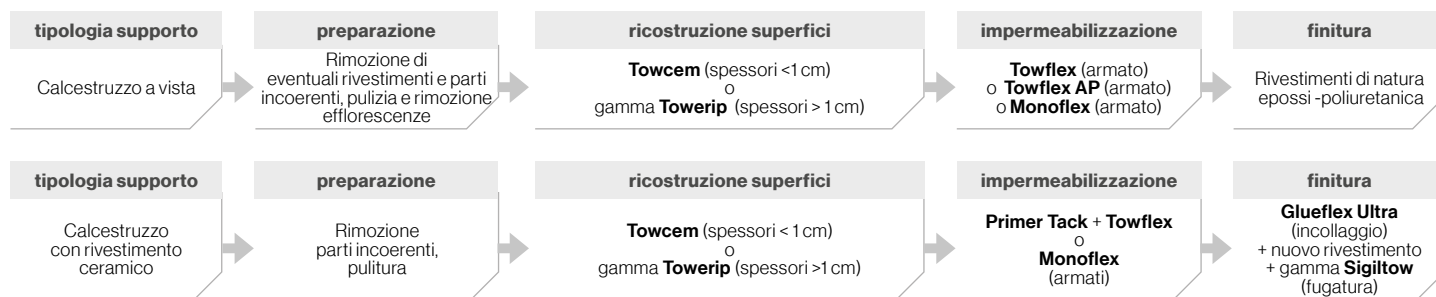 tipologia supporto
preparazione
ricostruzione superfici
impermeabilizzazione
finitura
Calcestruzzo a vista
Rimozione di
eventuali rivestimenti e parti
incoerenti, pulizia e rimozione
efflorescenze
Towcem (spessori <1 cm)
o
gamma Towerip (spessori > 1 cm)
Towflex (armato)
o Towflex AP (armato)
o Monoflex (armato)
Rivestimenti di natura
epossi -poliuretanica
tipologia supporto
preparazione
ricostruzione superfici
impermeabilizzazione
finitura
Calcestruzzo
con rivestimento
ceramico
Rimozione
parti incoerenti,
pulitura
Towcem (spessori < 1 cm)
o
gamma Towerip (spessori >1 cm)
Primer Tack + Towflex
o
Monoflex
(armati)
Glueflex Ultra
(incollaggio)
+ nuovo rivestimento
+ gamma Sigiltow
(fugatura)